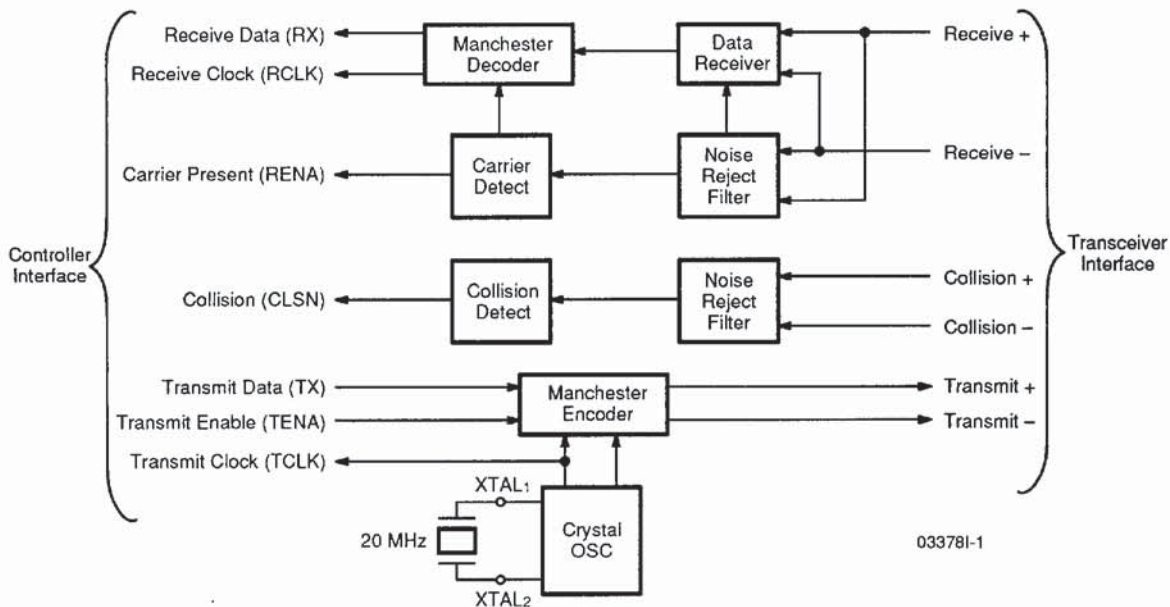 Receive Data (RX)
Receive Clock (RCLK)
Manchester
Decoder
Data
Receiver
Receive +
Carrier Present (RENA)
Carrier
Detect
Noise
Reject
Filter
Receive –
Controller
Interface
Transceiver
Interface
Collision (CLSN)
Collision
Detect
Noise
Reject
Filter
Collision +
Collision –
Transmit Data (TX)
Transmit Enable (TENA)
Transmit Clock (TCLK)
Manchester
Encoder
Transmit +
Transmit –
XTAL1
20 MHz
XTAL2
Crystal
OSC
03378I-1